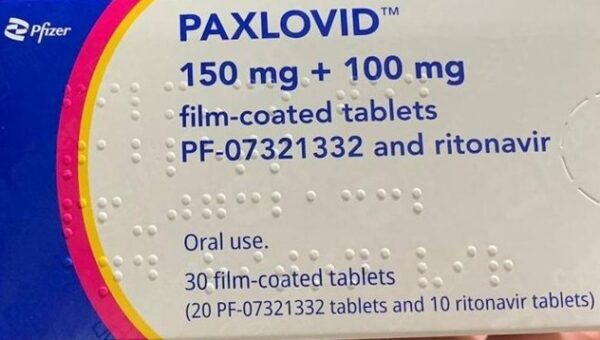 Pfizer
PAXLOVID™
150 mg + 100 mg
film-coated tablets
PF-07321332 and ritonavir
Oral use.
30 film-coated tablets
(20 PF-07321332 tablets and 10 ritonavir tablets)